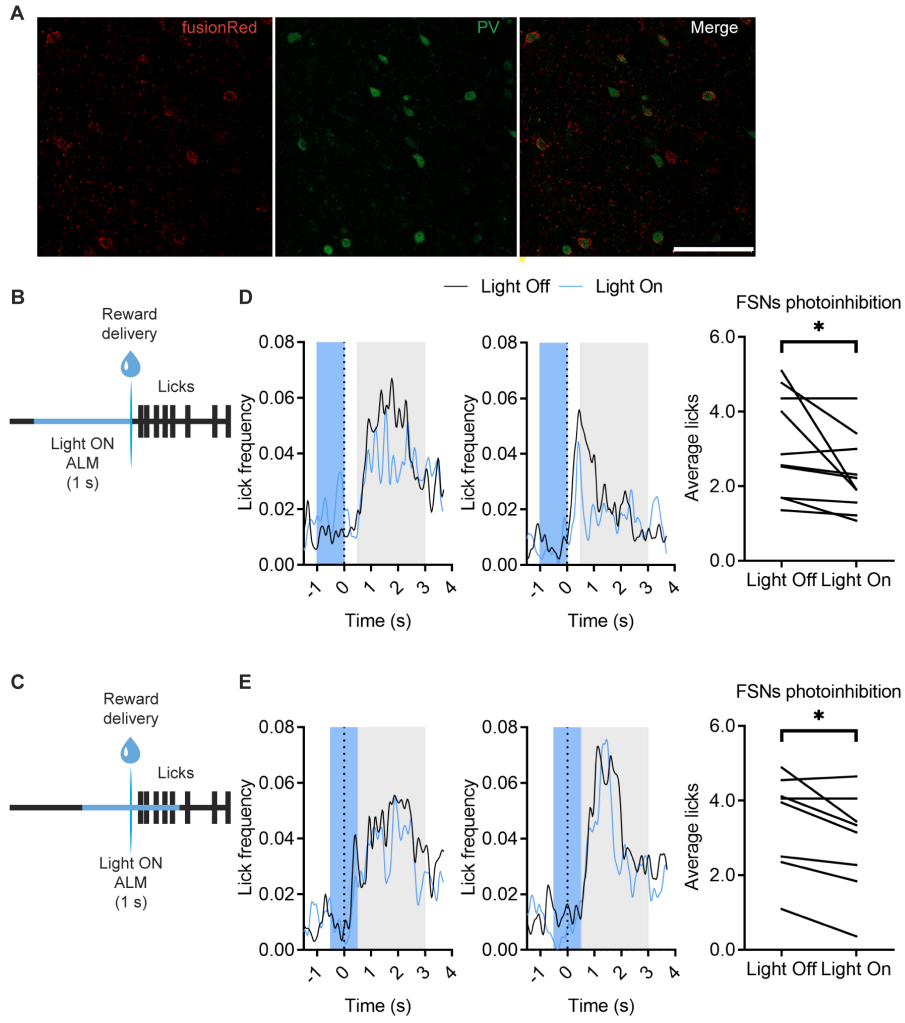 A
fusionRed
PV
Merge
B
Reward
delivery
Licks
Light ON
ALM
(1 s)
Light Off
Light On
D
Lick frequency
0.08
0.06
0.04
0.02
0.00
-1
0
1
2
3
4
Time (s)
Lick frequency
0.08
0.06
0.04
0.02
0.00
-1
0
1
2
3
4
Time (s)
FSNs photoinhibition
*
Average licks
6.0
4.0
2.0
0.0
Light Off
Light On
C
Reward
delivery
Licks
Light ON
ALM
(1 s)
E
Lick frequency
0.08
0.06
0.04
0.02
0.00
-1
0
1
2
3
4
Time (s)
Lick frequency
0.08
0.06
0.04
0.02
0.00
-1
0
1
2
3
4
Time (s)
FSNs photoinhibition
*
Average licks
6.0
4.0
2.0
0.0
Light Off
Light On